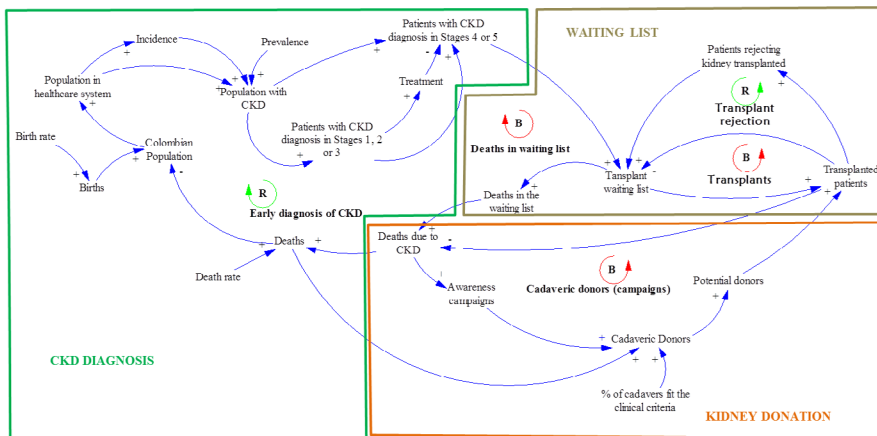 Patients with CKD
diagnosis in Stages 4 or 5
WAITING LIST
Incidence
Prevalence
Patients rejecting
kidney transplanted
Population in
healthcare system
Population with
CKD
Treatment
R
Transplant
rejection
Birth rate
Colombian
Population
Patients with CKD
diagnosis in Stages 1, 2
or 3
B
Deaths in waiting list
B
Transplants
Births
R
Early diagnosis of CKD
Deaths in the
waiting list
Tansplant
waiting list
Transplanted
patients
Deaths
Deaths due to
CKD
Death rate
B
Cadaveric donors (campaigns)
Awareness
campaigns
Potential donors
Cadaveric Donors
CKD DIAGNOSIS
% of cadavers fit the
clinical criteria
KIDNEY DONATION